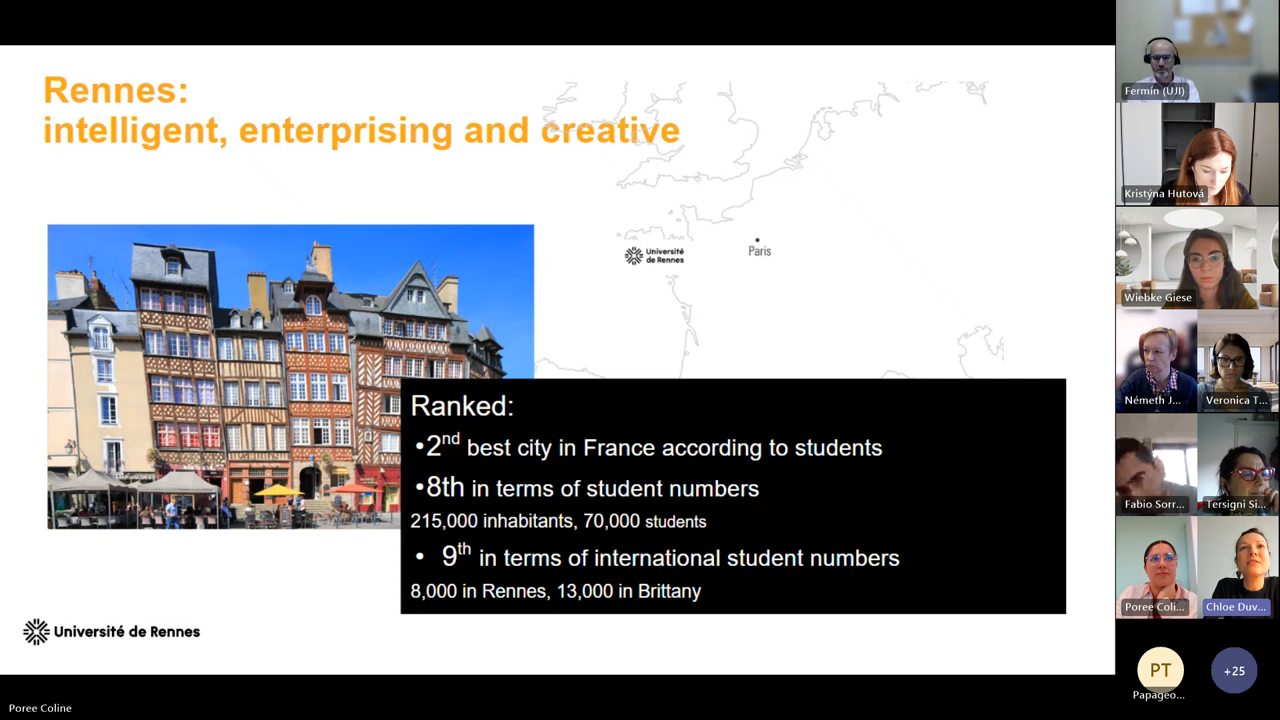 Rennes:
intelligent, enterprising and creative
Université
de Rennes
Paris
Ranked:
•2nd best city in France according to students
•8th in terms of student numbers
215,000 inhabitants, 70,000 students
• 9th in terms of international student numbers
8,000 in Rennes, 13,000 in Brittany
Université de Rennes
Poree Coline
Fermín (UJI)
Kristýna Hutová
Wiebke Giese
Németh J...
Veronica T...
Fabio Sorr...
Tersigni Si...
Poree Coli...
Chloe Duv...
PT
Papageo...
+25